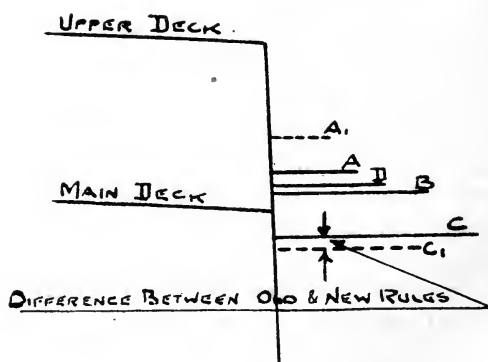 UPPER DECK
A1
A
D
B
MAIN DECK
C
X
C1
DIFFERENCE BETWEEN OLD & NEW RULES